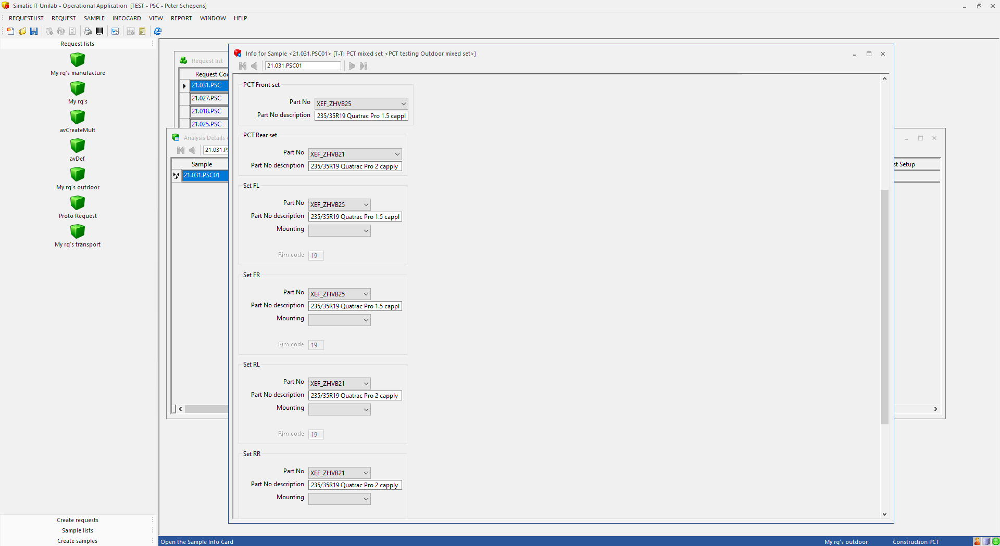 Simatic IT Unilab - Operational Application  [TEST - PSC - Peter Schepens]
REQUESTLIST REQUEST SAMPLE INFOCARD VIEW REPORT WINDOW HELP
Request lists
My rq's manufacture
My rq's
avCreateMult
avDef
My rq's outdoor
Proto Request
My rq's transport
Create requests
Sample lists
Create samples
Request list
Request Co
21.031.PSC
21.027.PSC
21.018.PSC
21.025.PSC
Analysis Details
21.031.P
Sample
21.031.PSC01
st Setup
Info for Sample <21.031.PSC01> [T-T: PCT mixed set <PCT testing Outdoor mixed set>]
21.031.PSC01
PCT Front set
Part No XEF_ZHVB25
Part No description 235/35R19 Quatrac Pro 1.5 cappl
PCT Rear set
Part No XEF_ZHVB21
Part No description 235/35R19 Quatrac Pro 2 capply
Set FL
Part No XEF_ZHVB25
Part No description 235/35R19 Quatrac Pro 1.5 cappl
Mounting
Rim code 19
Set FR
Part No XEF_ZHVB25
Part No description 235/35R19 Quatrac Pro 1.5 cappl
Mounting
Rim code 19
Set RL
Part No XEF_ZHVB21
Part No description 235/35R19 Quatrac Pro 2 capply
Mounting
Rim code 19
Set RR
Part No XEF_ZHVB21
Part No description 235/35R19 Quatrac Pro 2 capply
Mounting
Open the Sample Info Card My rq's outdoor Construction PCT